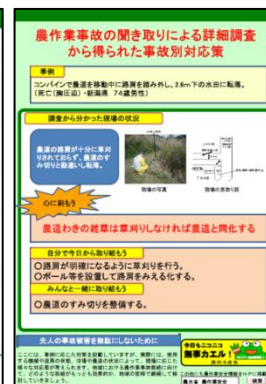 農作業事故の聞き取りによる詳細調査
から得られた事故別対応策
事例
コンバインで農道を移動中に路肩を踏み外し、2.6m下の水田に転落。
(死亡(胸圧迫)・新潟県 74歳男性)
調査から分かった現場の状況
農道の路肩が十分に草刈
りされておらず、農道のす
み切りと勘違いし転落。
現場の写真
現場の見取り図
心に刻もう
農道わきの雑草は草刈りしなければ農道と同化する
自分で今日から取り組もう
○路肩が明確になるように草刈りを行う。
○ポール等を設置して路肩をみえる化する。
みんなと一緒に取り組もう
○農道のすみ切りを整備する。
先人の事故被害を無駄にしないために
今日もニコニコ
無事カエル!